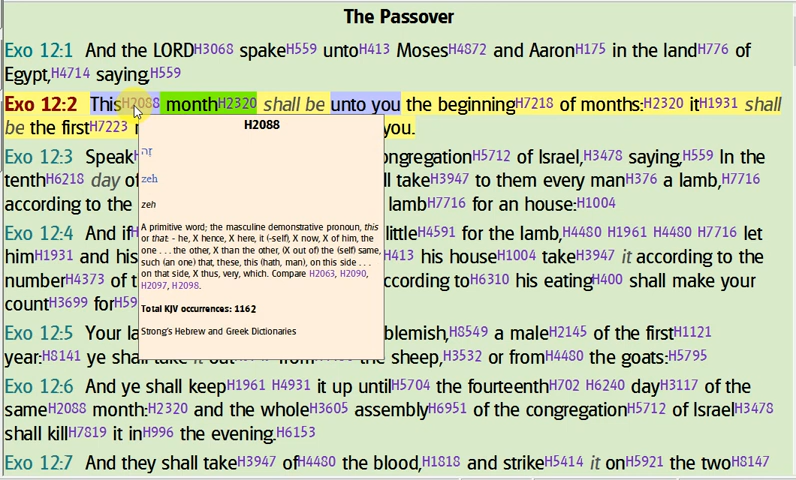 The Passover
Exo 12:1 And the LORDH3068 spakeH559 untoH413 MosesH4872 and AaronH175 in the landH776 of
Egypt,H4714 saying,H559
Exo 12:2 ThisH2088 monthH2320 shall be unto you the beginningH7218 of months:H2320 itH1931 shall
be the firstH7223 you.
H2088
Exo 12:3 SpeakH congregationH5712 of Israel,H3478 saying,H559 In the
זה
tenthH6218 day of take H3947 to them every manH376 a lamb,H7716
zeh
according to the lambH7716 for an house:H1004
zeh
A primitive word; the masculine demonstrative pronoun, this
or that - he, X hence, X here, it (-self), X now, X of him, the
one . . . the other, X than the other, (X out of) the (self) same,
such (an one) that, these, this (hath, man), on this side . . .
on that side, X thus, very, which. Compare H2063, H2090,
H2097, H2098.
Total KJV occurrences: 1162
Strong's Hebrew and Greek Dictionaries
Exo 12:4 And ifH littleH4591 for the lamb,H4480 H1961 H4480 H7716 let
himH1931 and his H413 his houseH1004 takeH3947 it according to the
numberH4373 of according toH6310 his eatingH400 shall make your
countH3699 forH59
Exo 12:5 Your blemish,H8549 a maleH2145 of the firstH1121
year:H8141 ye shall take it out from the sheep,H3532 or fromH4480 the goats:H5795
Exo 12:6 And ye shall keepH1961 H4931 it up untilH5704 the fourteenthH702 H6240 dayH3117 of the
sameH2088 month:H2320 and the wholeH3605 assemblyH6951 of the congregationH5712 of IsraelH3478
shall killH7819 it inH996 the evening.H6153
Exo 12:7 And they shall takeH3947 ofH4480 the blood,H1818 and strikeH5414 it onH5921 the twoH8147